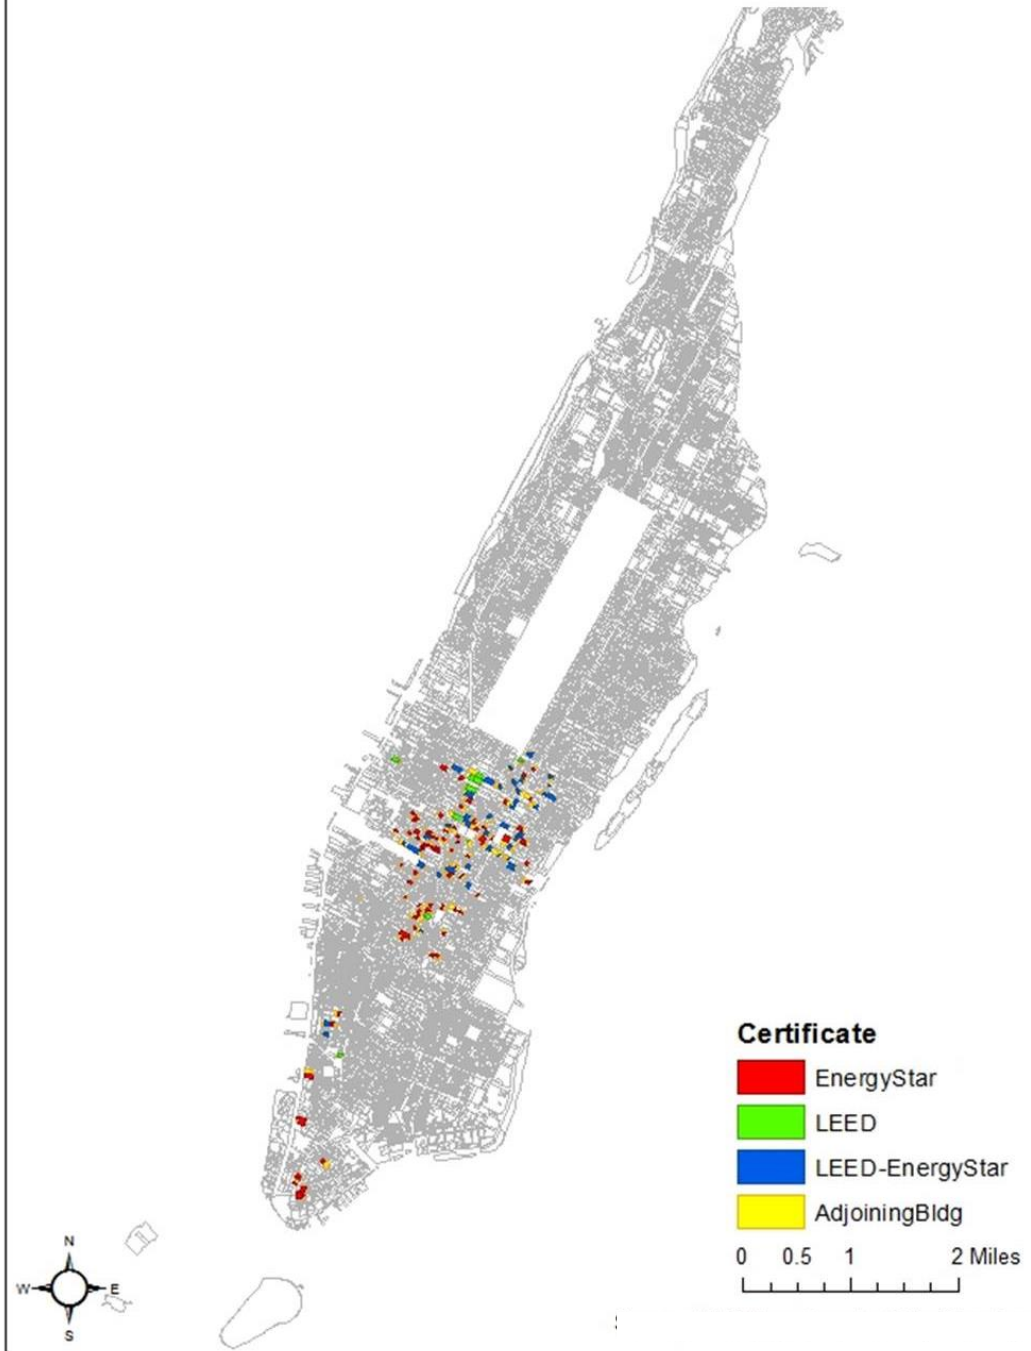 Certificate
EnergyStar
LEED
LEED-EnergyStar
AdjoiningBldg
0 0.5 1 2 Miles
N
W E
S